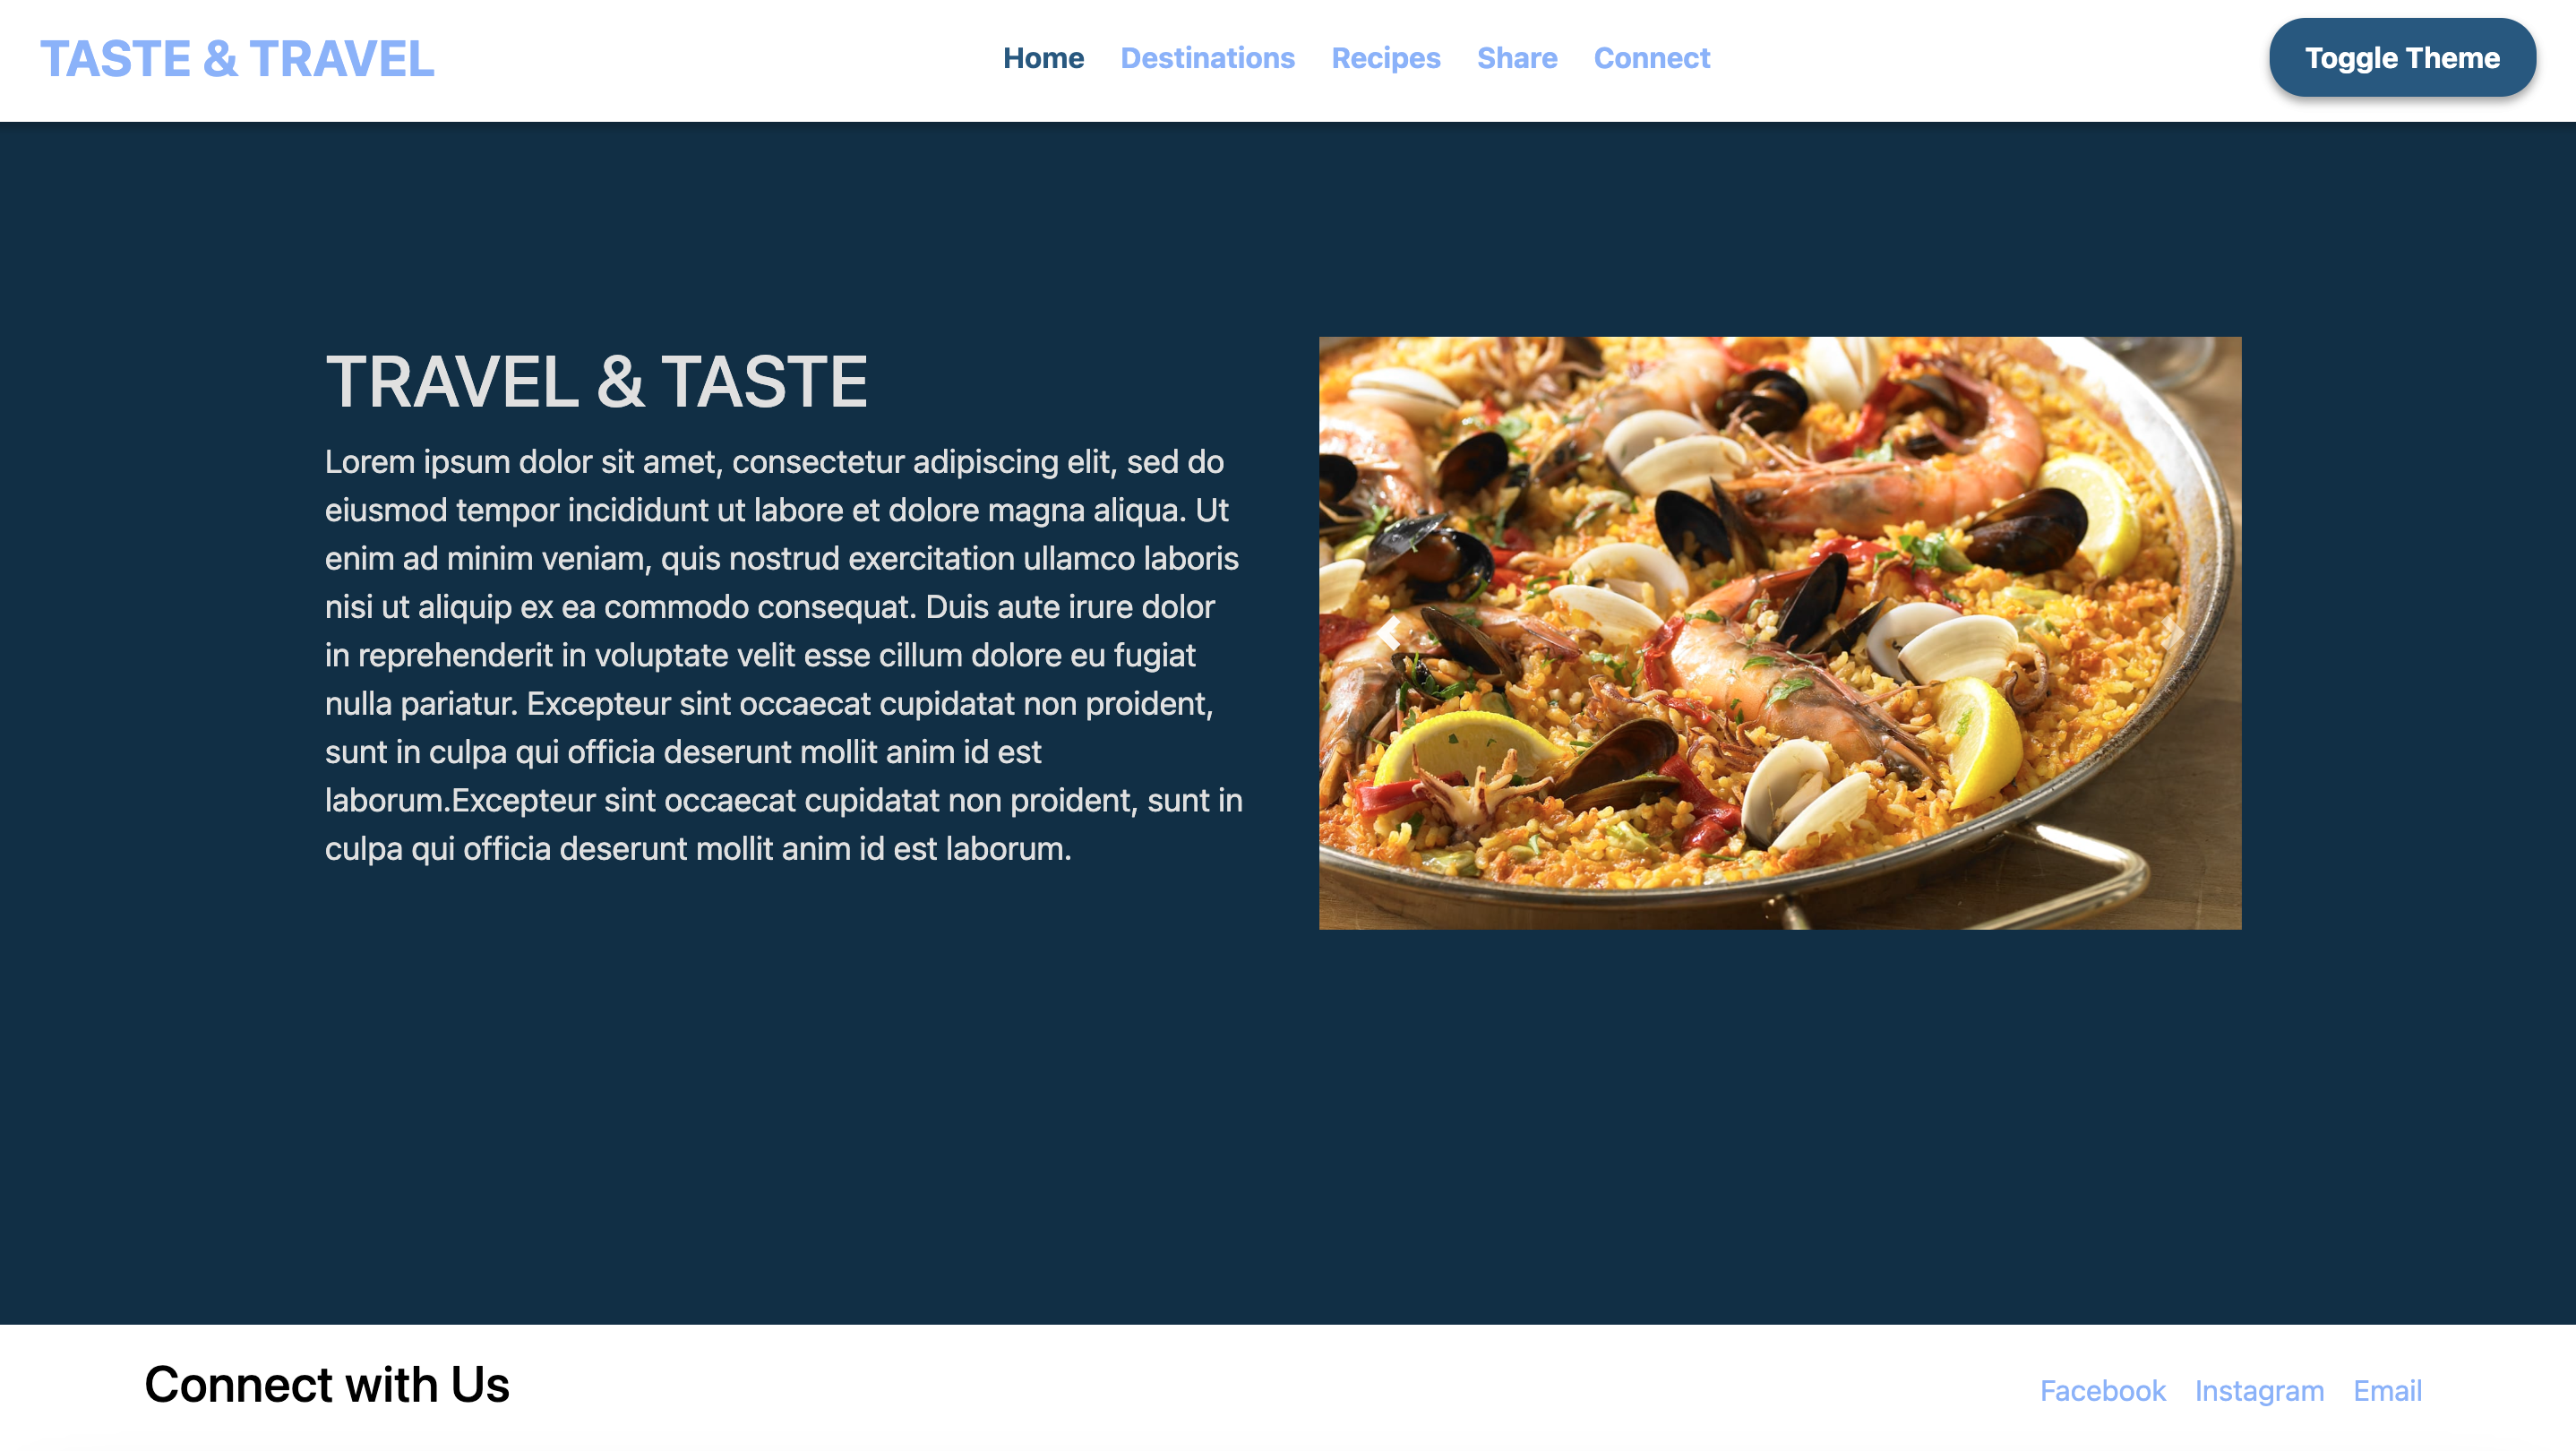 TASTE & TRAVEL
Home Destinations Recipes Share Connect
Toggle Theme
TRAVEL & TASTE
Lorem ipsum dolor sit amet, consectetur adipiscing elit, sed do
eiusmod tempor incididunt ut labore et dolore magna aliqua. Ut
enim ad minim veniam, quis nostrud exercitation ullamco laboris
nisi ut aliquip ex ea commodo consequat. Duis aute irure dolor
in reprehenderit in voluptate velit esse cillum dolore eu fugiat
nulla pariatur. Excepteur sint occaecat cupidatat non proident,
sunt in culpa qui officia deserunt mollit anim id est
laborum.Excepteur sint occaecat cupidatat non proident, sunt in
culpa qui officia deserunt mollit anim id est laborum.
Connect with Us
Facebook Instagram Email